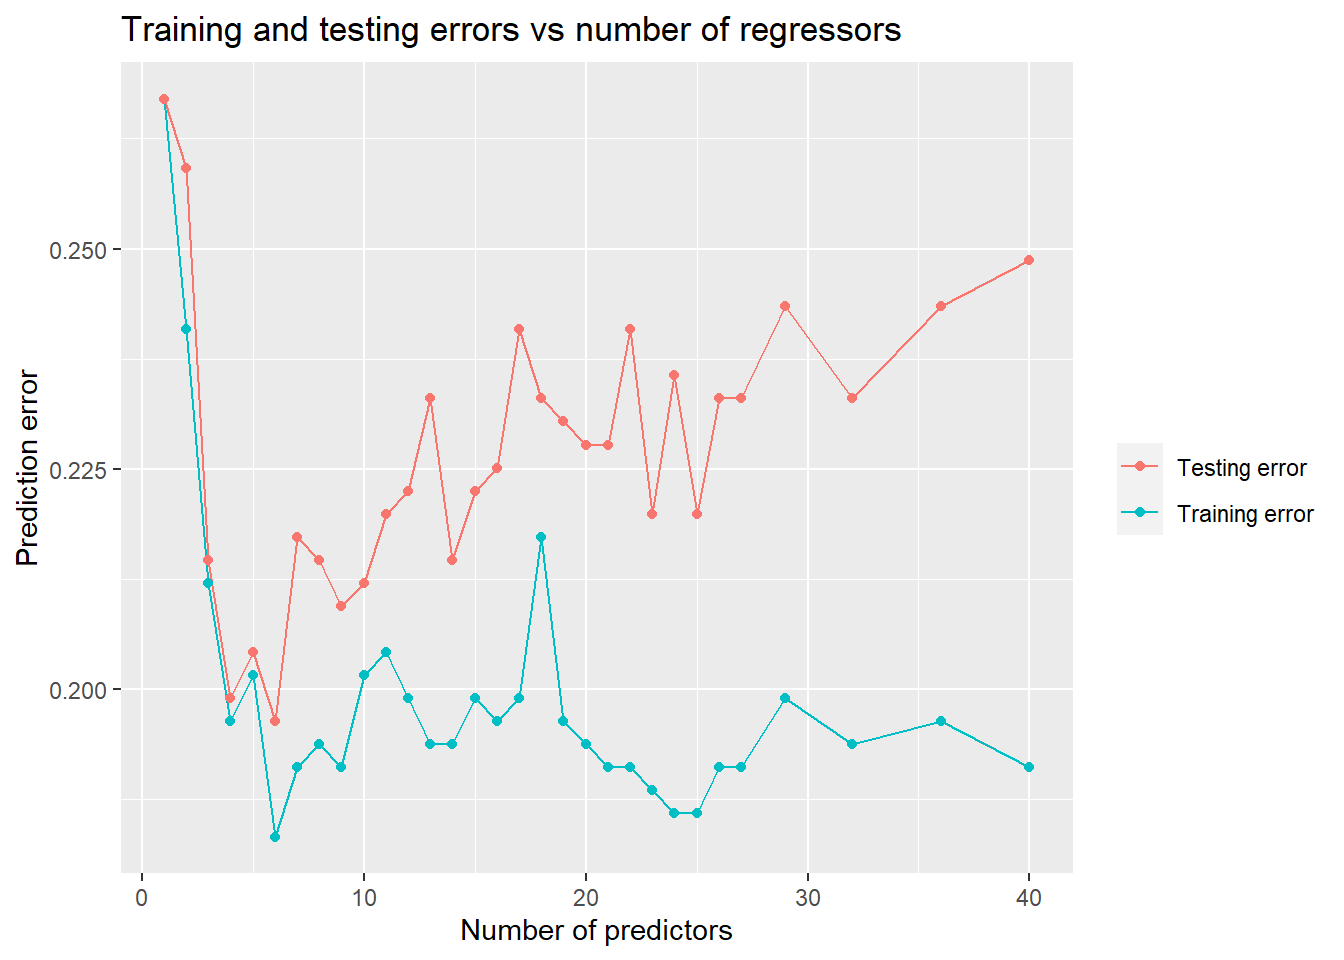 Training and testing errors vs number of regressors
Prediction error
0.250
0.225
0.200
0
10
20
30
40
Number of predictors
Testing error
Training error